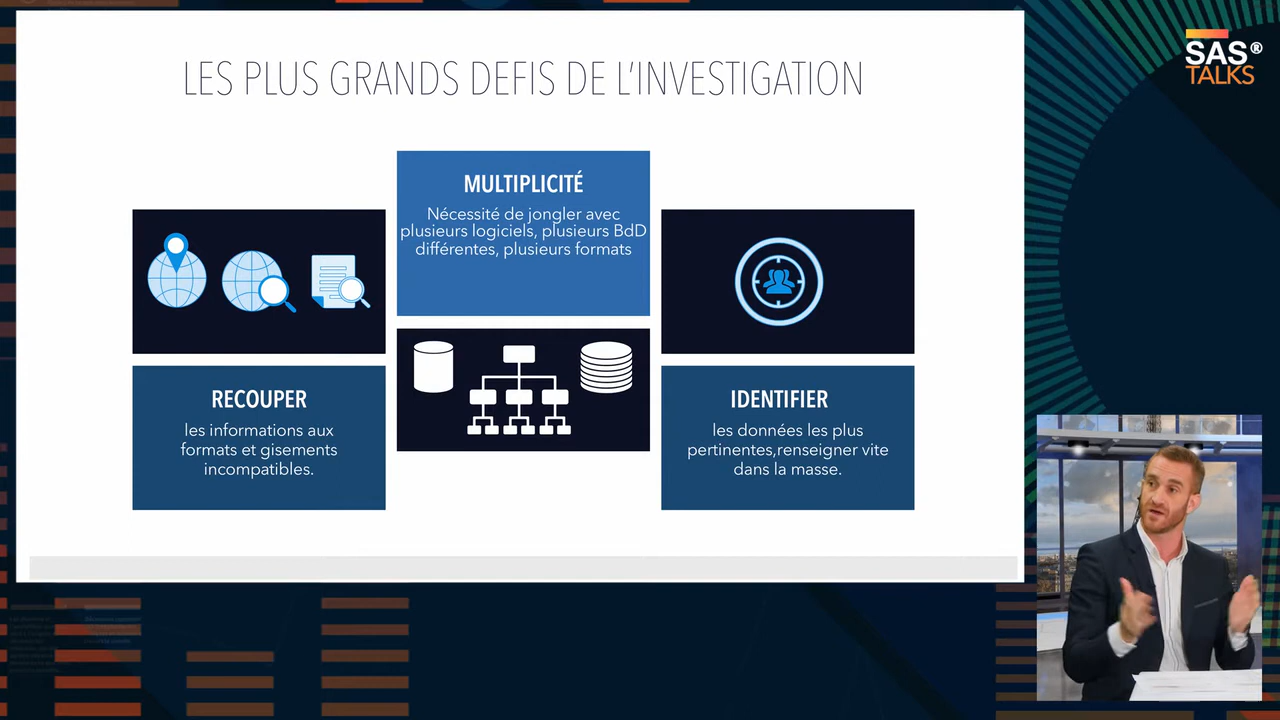 LES PLUS GRANDS DEFIS DE L'INVESTIGATION
SAS®
TALKS
MULTIPLICITÉ
Nécessité de jongler avec
plusieurs logiciels, plusieurs BdD
différentes, plusieurs formats
RECOUPER
les informations aux
formats et gisements
incompatibles.
IDENTIFIER
les données les plus
pertinentes,renseigner vite
dans la masse.